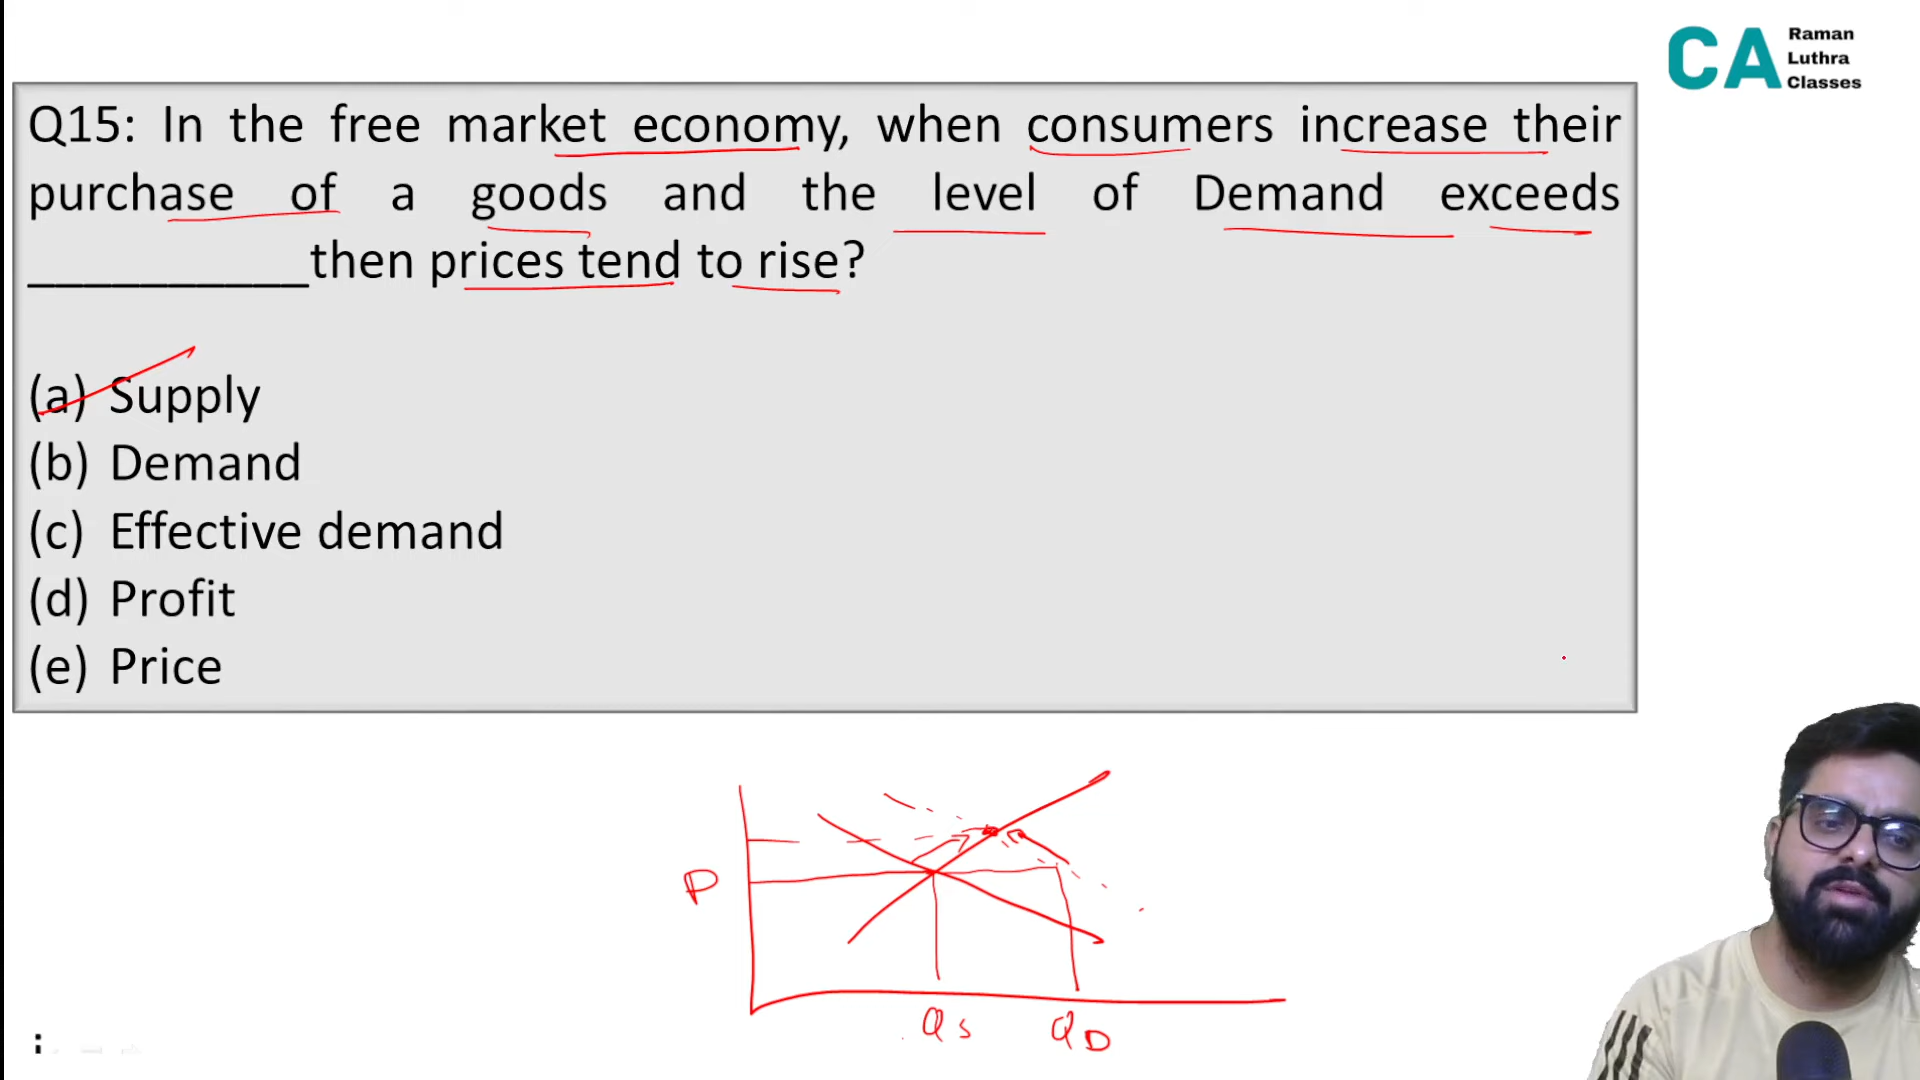 CA Raman
Luthra
Classes
Q15: In the free market economy, when consumers increase their
purchase of a goods and the level of Demand exceeds
__________then prices tend to rise?
(a) Supply
(b) Demand
(c) Effective demand
(d) Profit
(e) Price
P
Qs QD